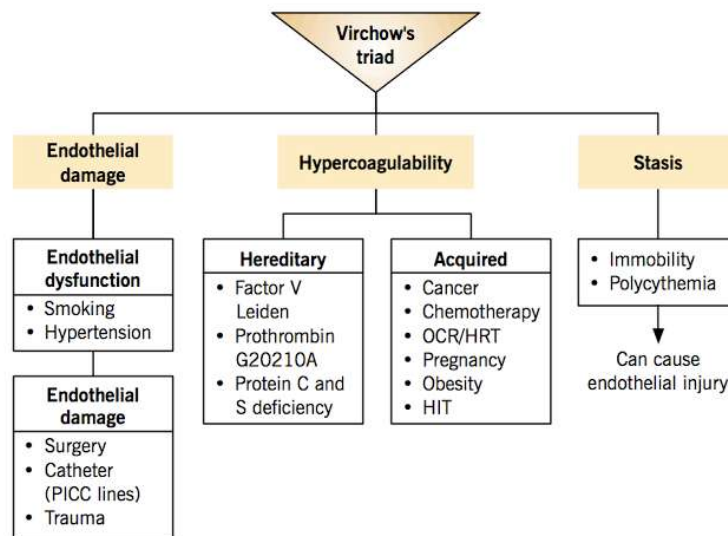 Virchow's
triad
Endothelial
damage
Hypercoagulability
Stasis
Endothelial
dysfunction
• Smoking
• Hypertension
Endothelial
damage
• Surgery
• Catheter
(PICC lines)
• Trauma
Hereditary
• Factor V
Leiden
• Prothrombin
G20210A
• Protein C and
S deficiency
Acquired
• Cancer
• Chemotherapy
• OCR/HRT
• Pregnancy
• Obesity
• HIT
• Immobility
• Polycythemia
Can cause
endothelial injury